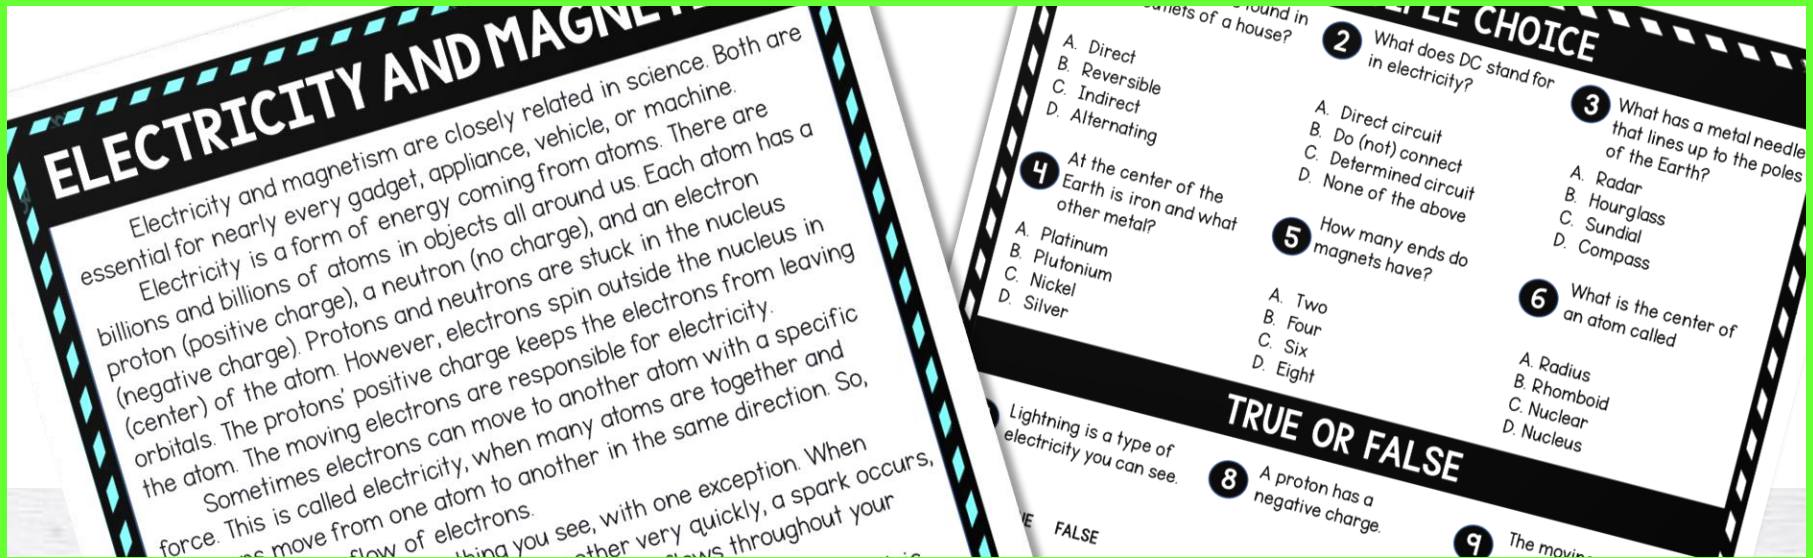 ELECTRICITY AND
Electricity and magnetism are closely related in science. Both are
essential for nearly every gadget, appliance, vehicle, or machine.
Electricity is a form of energy coming from atoms. There are
billions and billions of atoms in objects all around us. Each atom has a
proton (positive charge), a neutron (no charge), and an electron
(negative charge). Protons and neutrons are stuck in the nucleus
(center) of the atom. However, electrons spin outside the nucleus in
orbitals. The protons' positive charge keeps the electrons from leaving
the atom. The moving electrons are responsible for electricity.
Sometimes electrons can move to another atom with a specific
force. This is called electricity, when many atoms are together and
move from one atom to another in the same direction. So,
flow of electrons.
you see, with one exception. When
very quickly, a spark occurs,
throughout your
CHOICE
found in
outlets of a house?
A. Direct
B. Reversible
C. Indirect
D. Alternating
2 What does DC stand for
in electricity?
A. Direct circuit
B. Do (not) connect
C. Determined circuit
D. None of the above
3 What has a metal needle
that lines up to the poles
of the Earth?
A. Radar
B. Hourglass
C. Sundial
D. Compass
4 At the center of the
Earth is iron and what
other metal?
A. Platinum
B. Plutonium
C. Nickel
D. Silver
5 How many ends do
magnets have?
A. Two
B. Four
C. Six
D. Eight
6 What is the center of
an atom called
A. Radius
B. Rhomboid
C. Nuclear
D. Nucleus
TRUE OR FALSE
Lightning is a type of
electricity you can see.
FALSE
8 A proton has a
negative charge.
9 The